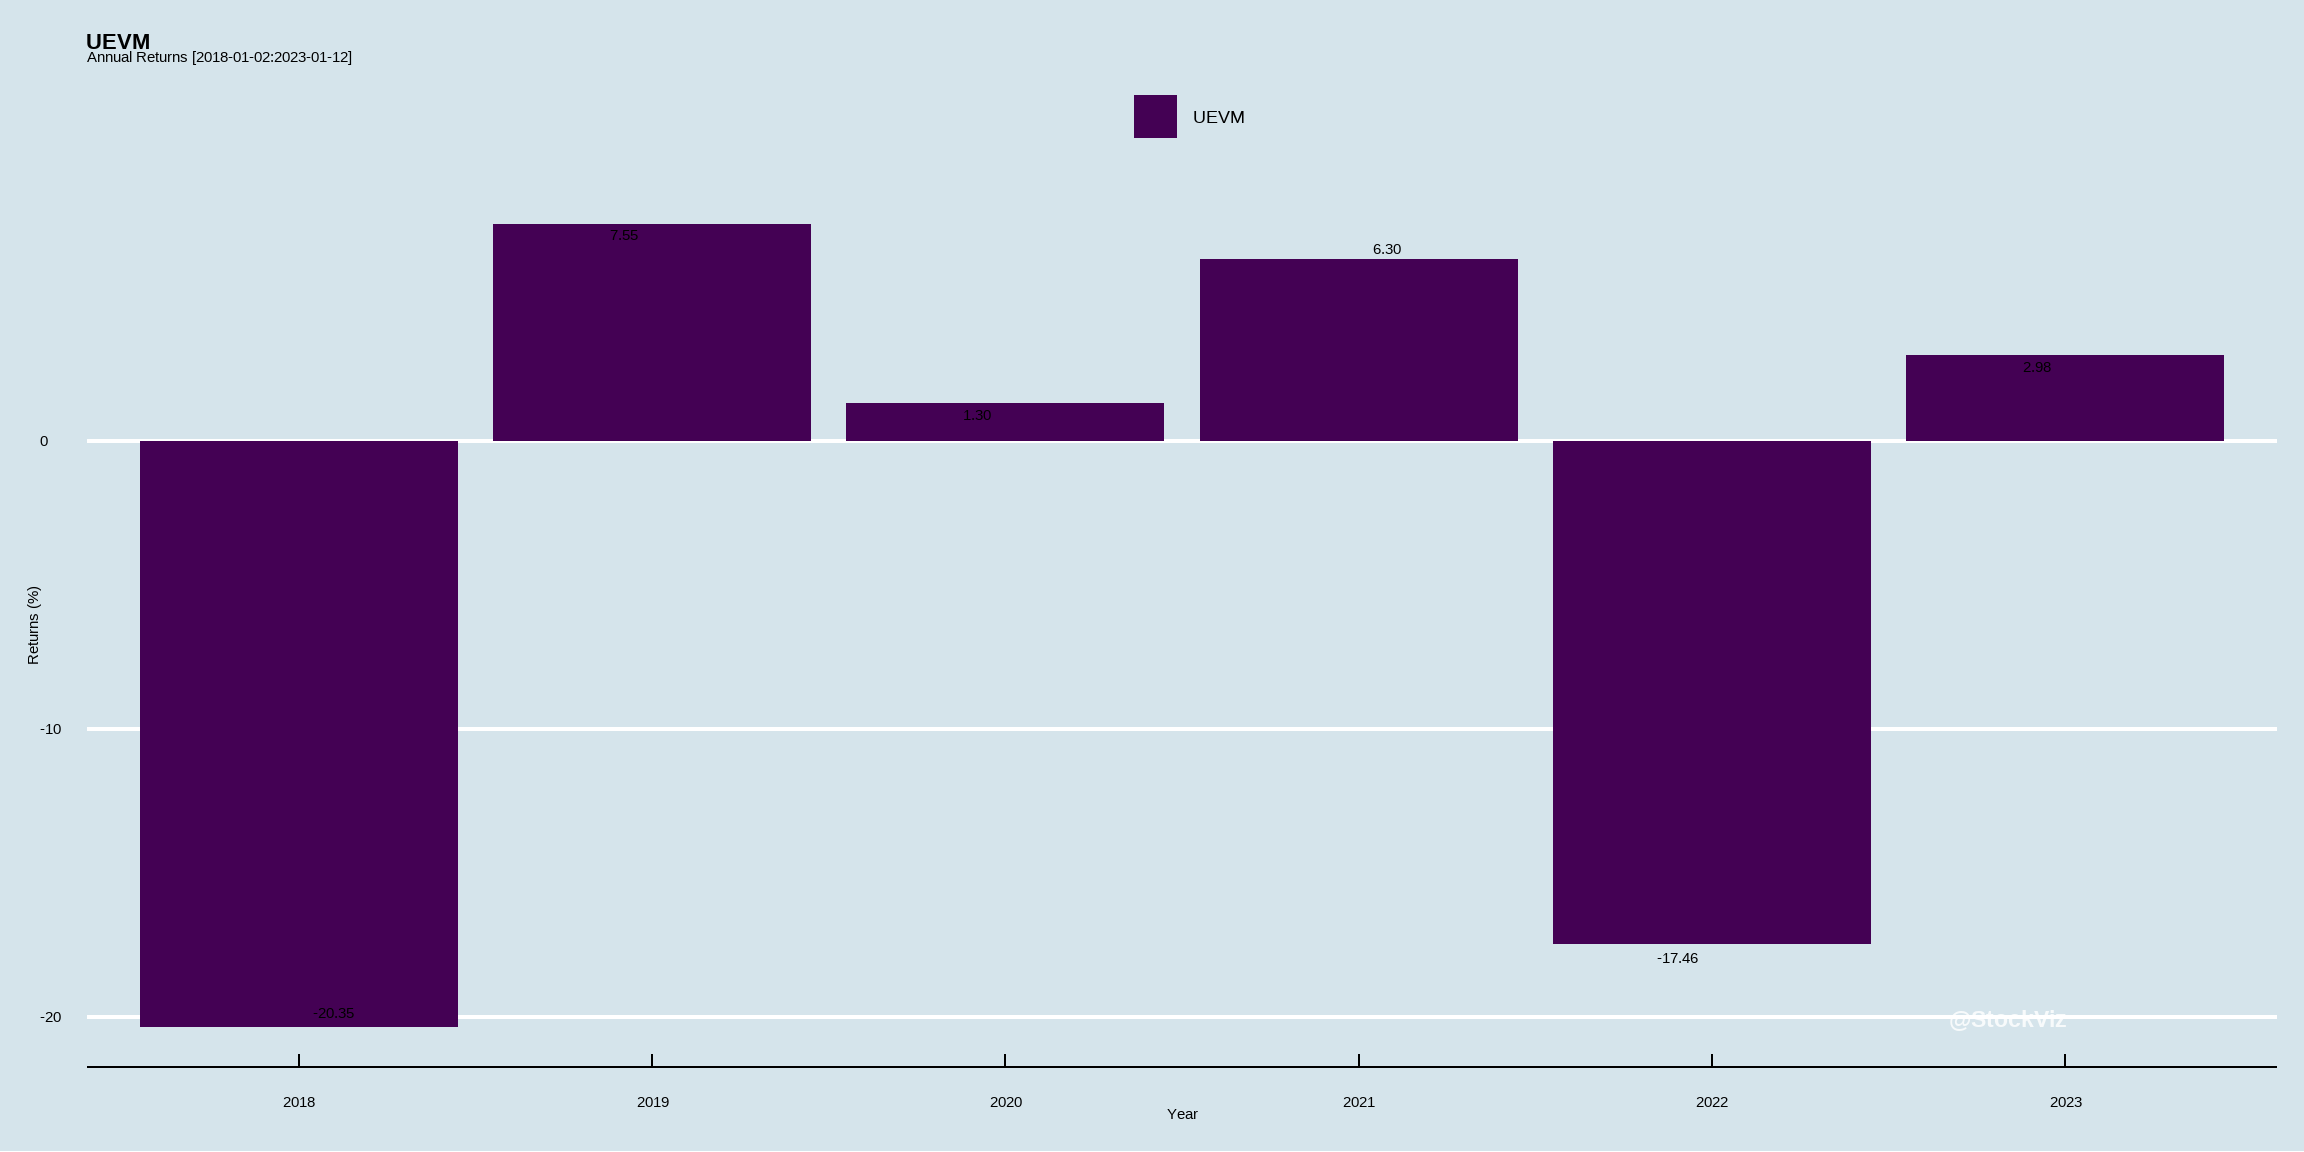 UEVM
Annual Returns [2018-01-02:2023-01-12]
UEVM
7.55
6.30
2.98
1.30
0
Returns (%)
-10
-17.46
-20.35
-20
@StockViz
2018 2019 2020 2021 2022 2023
Year